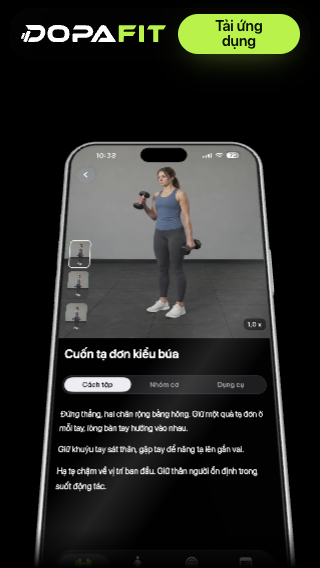 DOPAFIT
Tải ứng
dụng
10:38
72
1,0 x
Cuốn tạ đơn kiểu búa
Cách tập
Nhóm cơ
Dụng cụ
Đứng thẳng, hai chân rộng bằng hông. Giữ một quả tạ đơn ở
mỗi tay, lòng bàn tay hướng vào nhau.
Giữ khuỷu tay sát thân, gập tay để nâng tạ lên gần vai.
Hạ tạ chậm về vị trí ban đầu. Giữ thân người ổn định trong
suốt động tác.